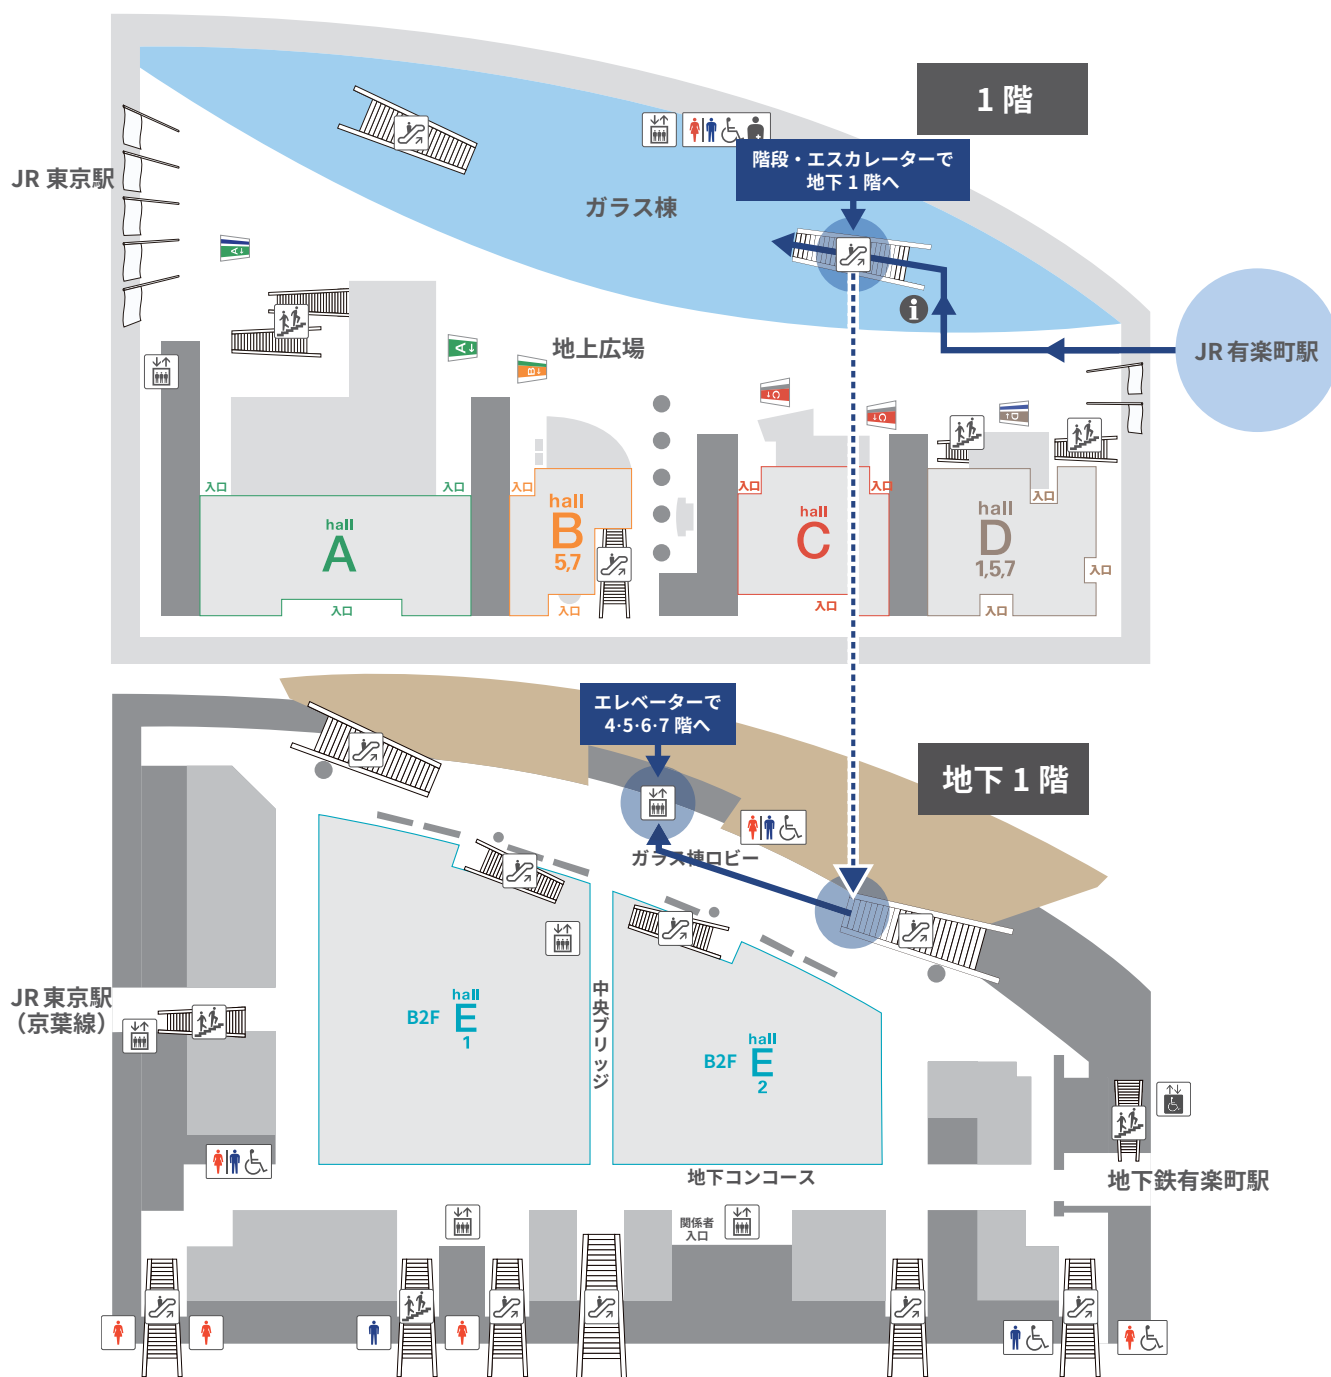 1 階
階段・エスカレーターで
地下 1 階へ
JR 東京駅
ガラス棟
A
i
JR 有楽町駅
地上広場
A
B
C
C
D
入口
入口
入口
入口
入口
入口
hall
A
hall
B
5,7
hall
C
hall
D
1,5,7
入口
入口
入口
入口
入口
エレベーターで
4·5·6·7 階へ
地下 1 階
ガラス棟ロビー
JR 東京駅
（京葉線）
B2F
hall
E
1
中央ブリッジ
B2F
hall
E
2
地下コンコース
地下鉄有楽町駅
関係者
入口